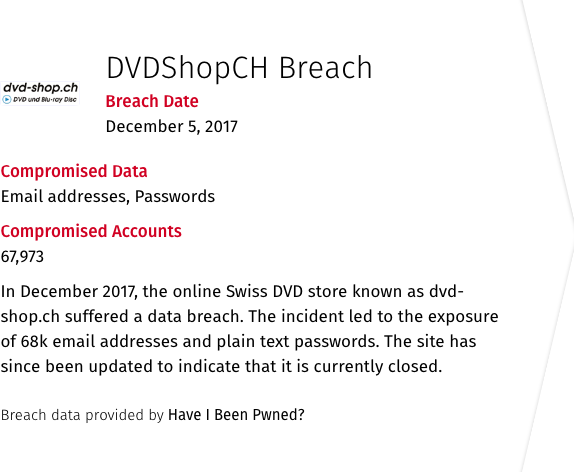 DVDShopCH Breach
dvd-shop.ch
DVD und Blu-ray Disc
Breach Date
December 5, 2017
Compromised Data
Email addresses, Passwords
Compromised Accounts
67,973
In December 2017, the online Swiss DVD store known as dvd-
shop.ch suffered a data breach. The incident led to the exposure
of 68k email addresses and plain text passwords. The site has
since been updated to indicate that it is currently closed.
Breach data provided by Have I Been Pwned?